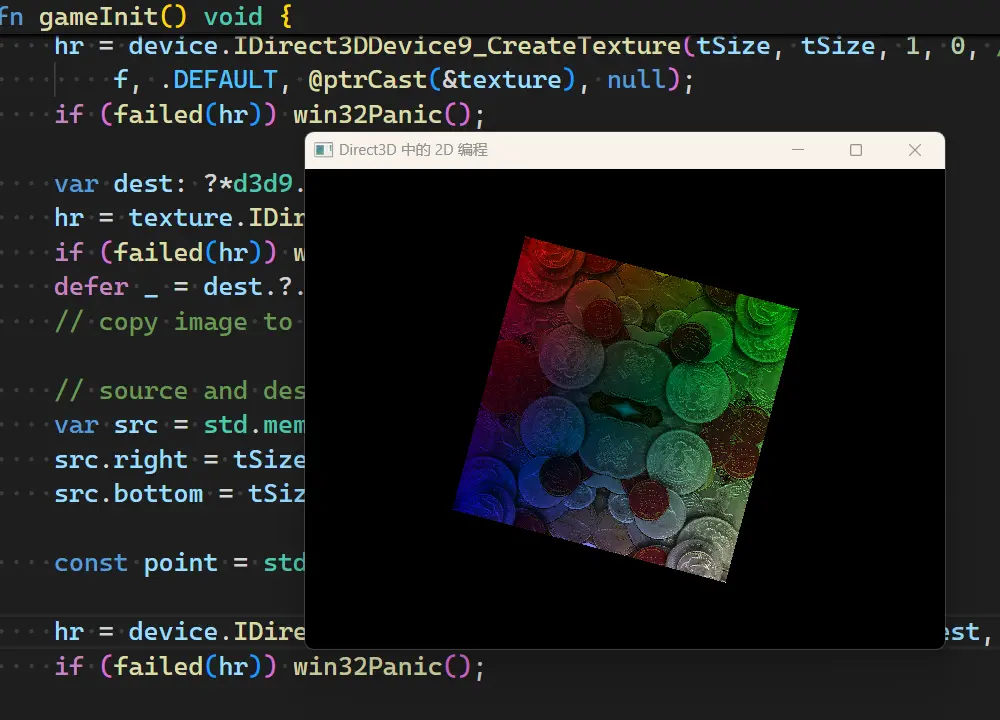 fn gameInit() void {
hr = device.IDirect3DDevice9_CreateTexture(tSize, tSize, 1, 0,
f, .DEFAULT, @ptrCast(&texture), null);
if (failed(hr)) win32Panic();
Direct3D 中的 2D 编程
var dest: ?*d3d9.
hr = texture.IDir
if (failed(hr)) w
defer _ = dest.?.
// copy image to
// source and des
var src = std.mem
src.right = tSize
src.bottom = tSiz
const point = std
hr = device.IDire est,
if (failed(hr)) win32Panic();